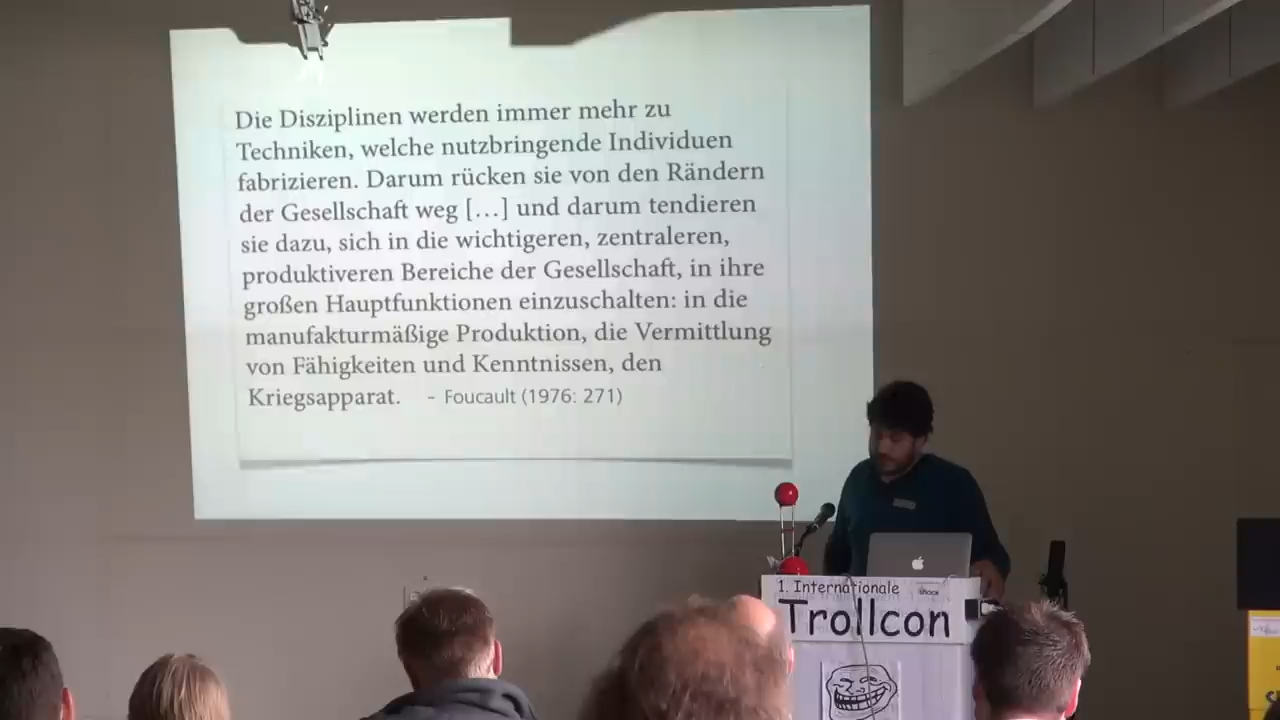 Die Disziplinen werden immer mehr zu
Techniken, welche nutzbringende Individuen
fabrizieren. Darum rücken sie von den Rändern
der Gesellschaft weg […] und darum tendieren
sie dazu, sich in die wichtigeren, zentraleren,
produktiveren Bereiche der Gesellschaft, in ihre
großen Hauptfunktionen einzuschalten: in die
manufakturmäßige Produktion, die Vermittlung
von Fähigkeiten und Kenntnissen, den
Kriegsapparat. – Foucault (1976: 271)
1. Internationale
Trollcon